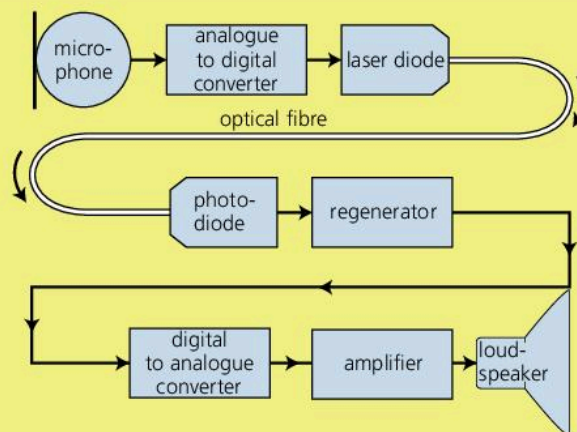 micro-
phone
analogue
to digital
converter
laser diode
optical fibre
photo-
diode
regenerator
digital
to analogue
converter
amplifier
loud-
speaker